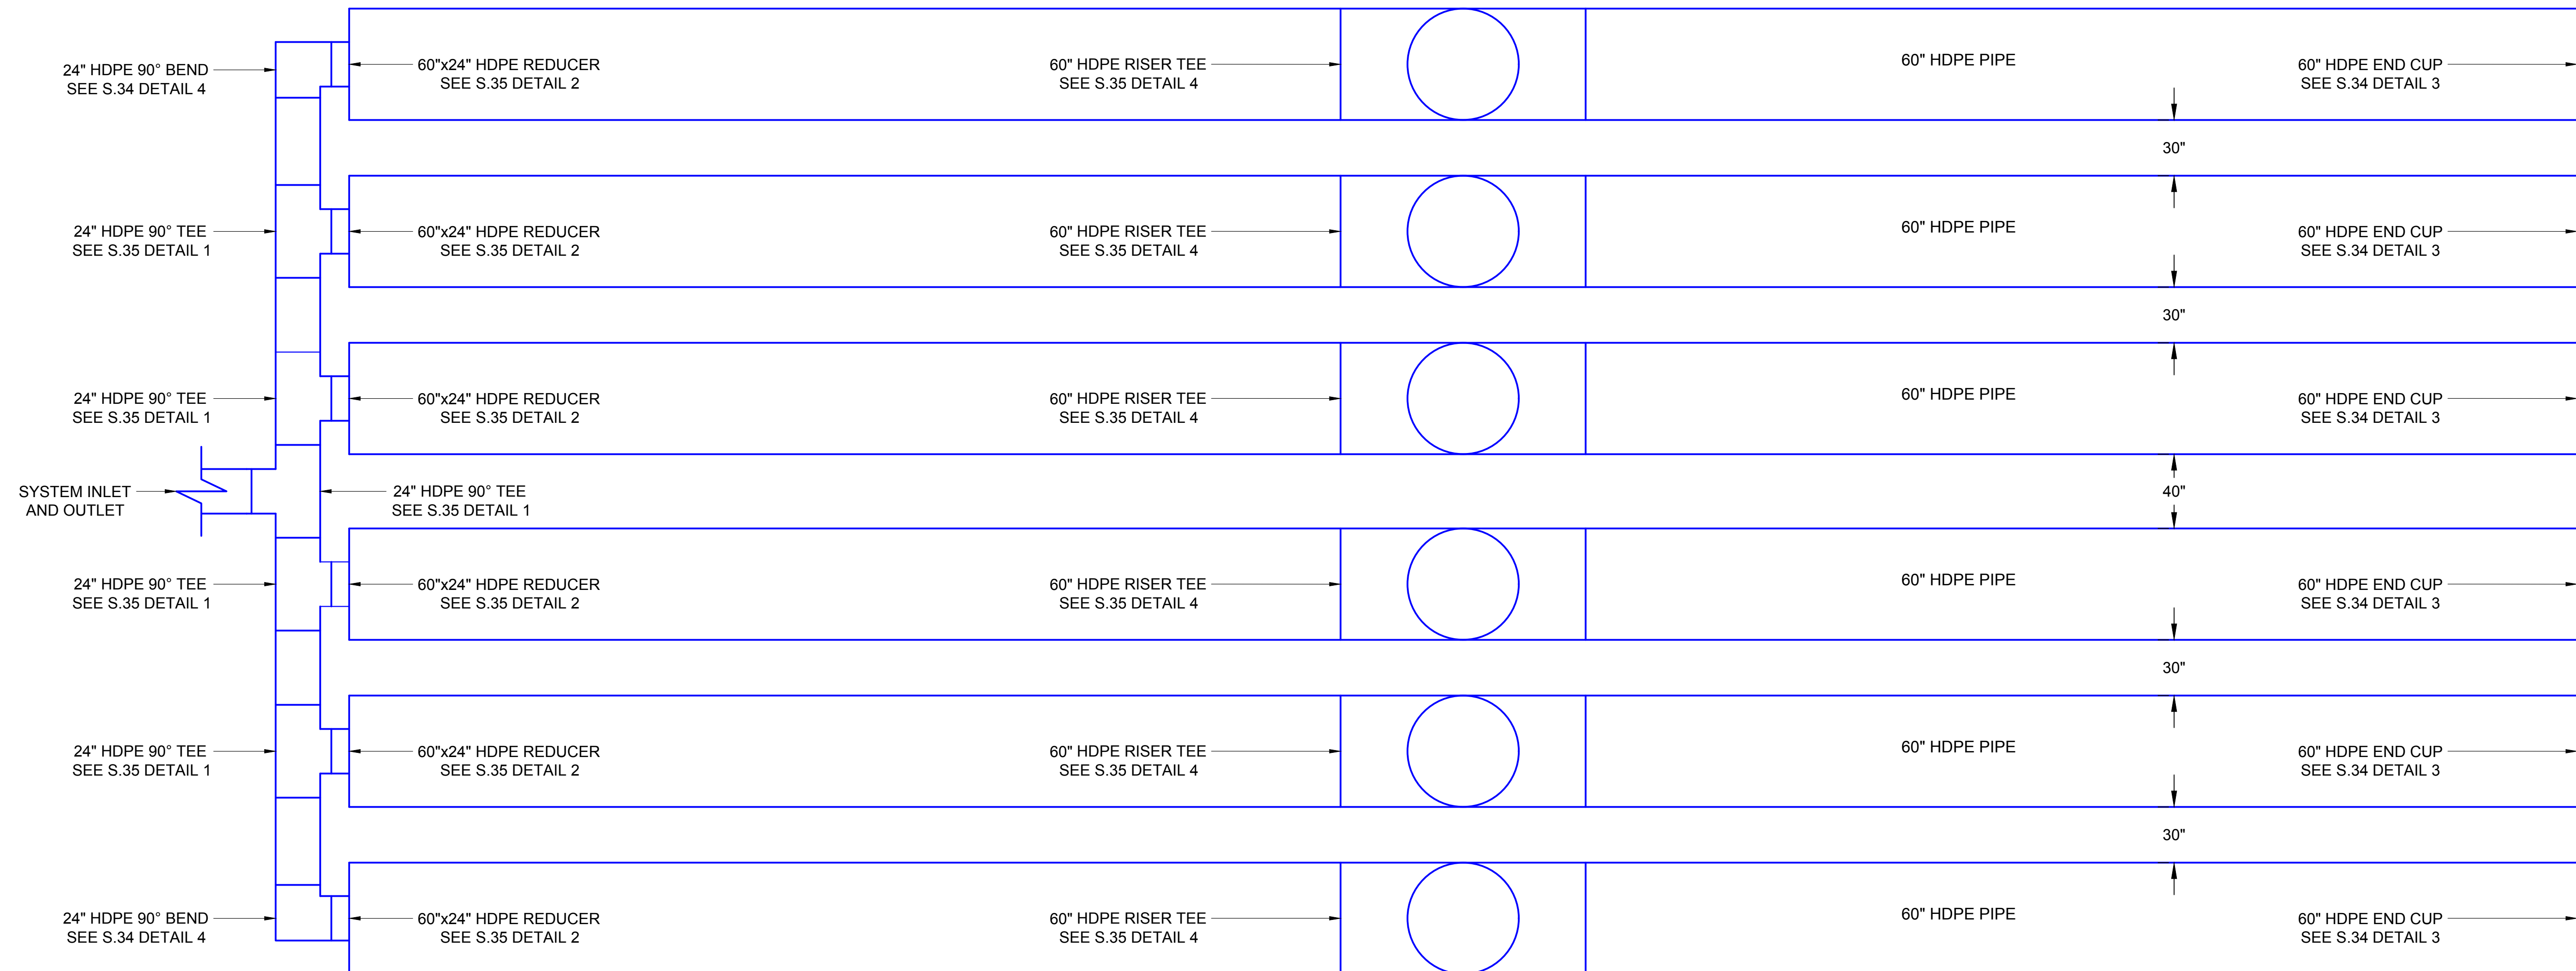 24" HDPE 90° BEND
SEE S.34 DETAIL 4
60"x24" HDPE REDUCER
SEE S.35 DETAIL 2
60" HDPE RISER TEE
SEE S.35 DETAIL 4
60" HDPE PIPE
60" HDPE END CUP
SEE S.34 DETAIL 3
30"
24" HDPE 90° TEE
SEE S.35 DETAIL 1
60"x24" HDPE REDUCER
SEE S.35 DETAIL 2
60" HDPE RISER TEE
SEE S.35 DETAIL 4
60" HDPE PIPE
60" HDPE END CUP
SEE S.34 DETAIL 3
30"
24" HDPE 90° TEE
SEE S.35 DETAIL 1
60"x24" HDPE REDUCER
SEE S.35 DETAIL 2
60" HDPE RISER TEE
SEE S.35 DETAIL 4
60" HDPE PIPE
60" HDPE END CUP
SEE S.34 DETAIL 3
SYSTEM INLET
AND OUTLET
24" HDPE 90° TEE
SEE S.35 DETAIL 1
40"
24" HDPE 90° TEE
SEE S.35 DETAIL 1
60"x24" HDPE REDUCER
SEE S.35 DETAIL 2
60" HDPE RISER TEE
SEE S.35 DETAIL 4
60" HDPE PIPE
60" HDPE END CUP
SEE S.34 DETAIL 3
30"
24" HDPE 90° TEE
SEE S.35 DETAIL 1
60"x24" HDPE REDUCER
SEE S.35 DETAIL 2
60" HDPE RISER TEE
SEE S.35 DETAIL 4
60" HDPE PIPE
60" HDPE END CUP
SEE S.34 DETAIL 3
30"
24" HDPE 90° BEND
SEE S.34 DETAIL 4
60"x24" HDPE REDUCER
SEE S.35 DETAIL 2
60" HDPE RISER TEE
SEE S.35 DETAIL 4
60" HDPE PIPE
60" HDPE END CUP
SEE S.34 DETAIL 3